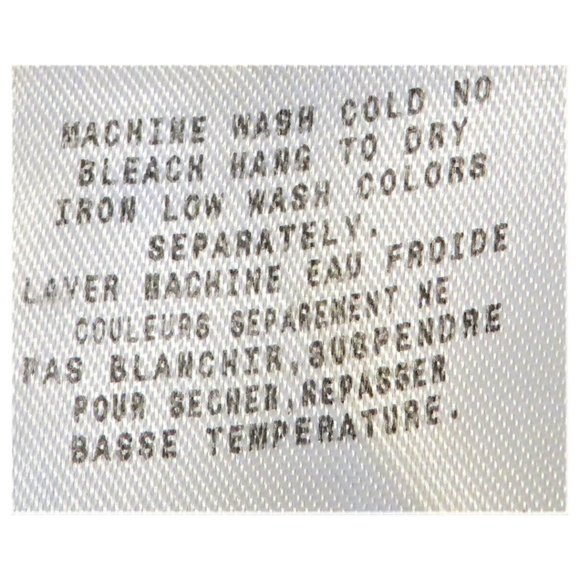 MACHINE WASH COLD NO
BLEACH HANG TO DRY
IRON LOW WASH COLORS
SEPARATELY.
LAVER MACHINE EAU FROIDE
COULEURS SEPAREMENT NE
PAS BLANCHIR,SUSPENDRE
POUR SECHER,REPASSER
BASSE TEMPERATURE.